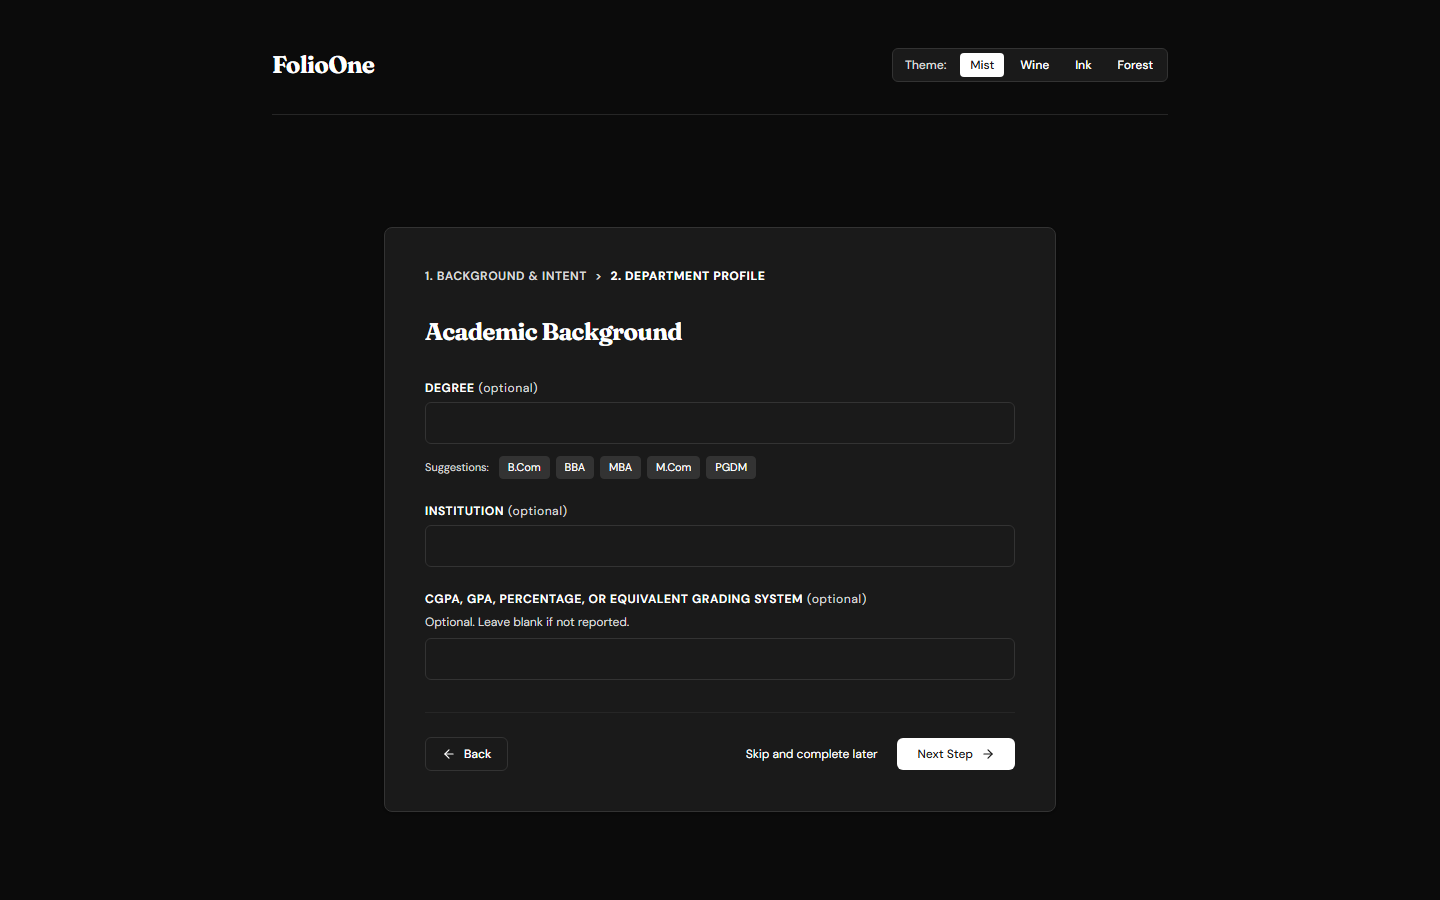 FolioOne
Theme: Mist Wine Ink Forest
1. BACKGROUND & INTENT > 2. DEPARTMENT PROFILE
Academic Background
DEGREE (optional)
Suggestions: B.Com BBA MBA M.Com PGDM
INSTITUTION (optional)
CGPA, GPA, PERCENTAGE, OR EQUIVALENT GRADING SYSTEM (optional)
Optional. Leave blank if not reported.
← Back Skip and complete later Next Step →